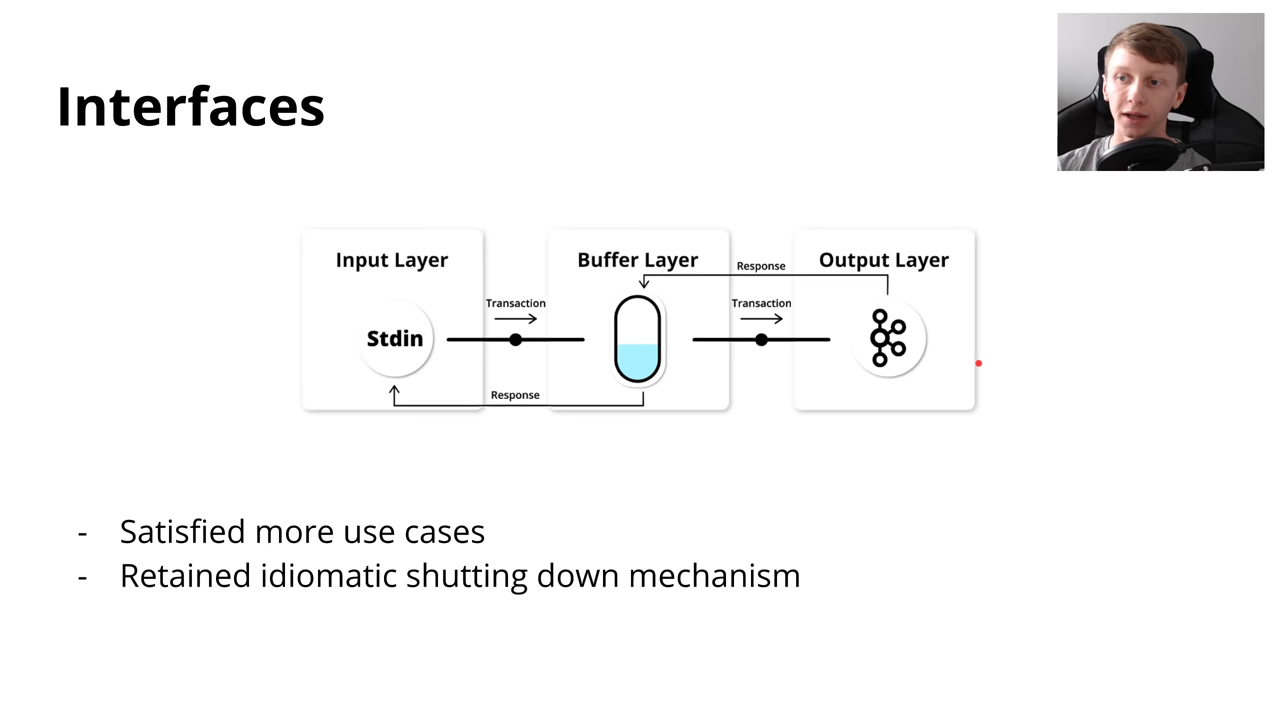 Interfaces
Input Layer
Buffer Layer
Output Layer
Response
Transaction
Transaction
Stdin
Response
- Satisfied more use cases
- Retained idiomatic shutting down mechanism